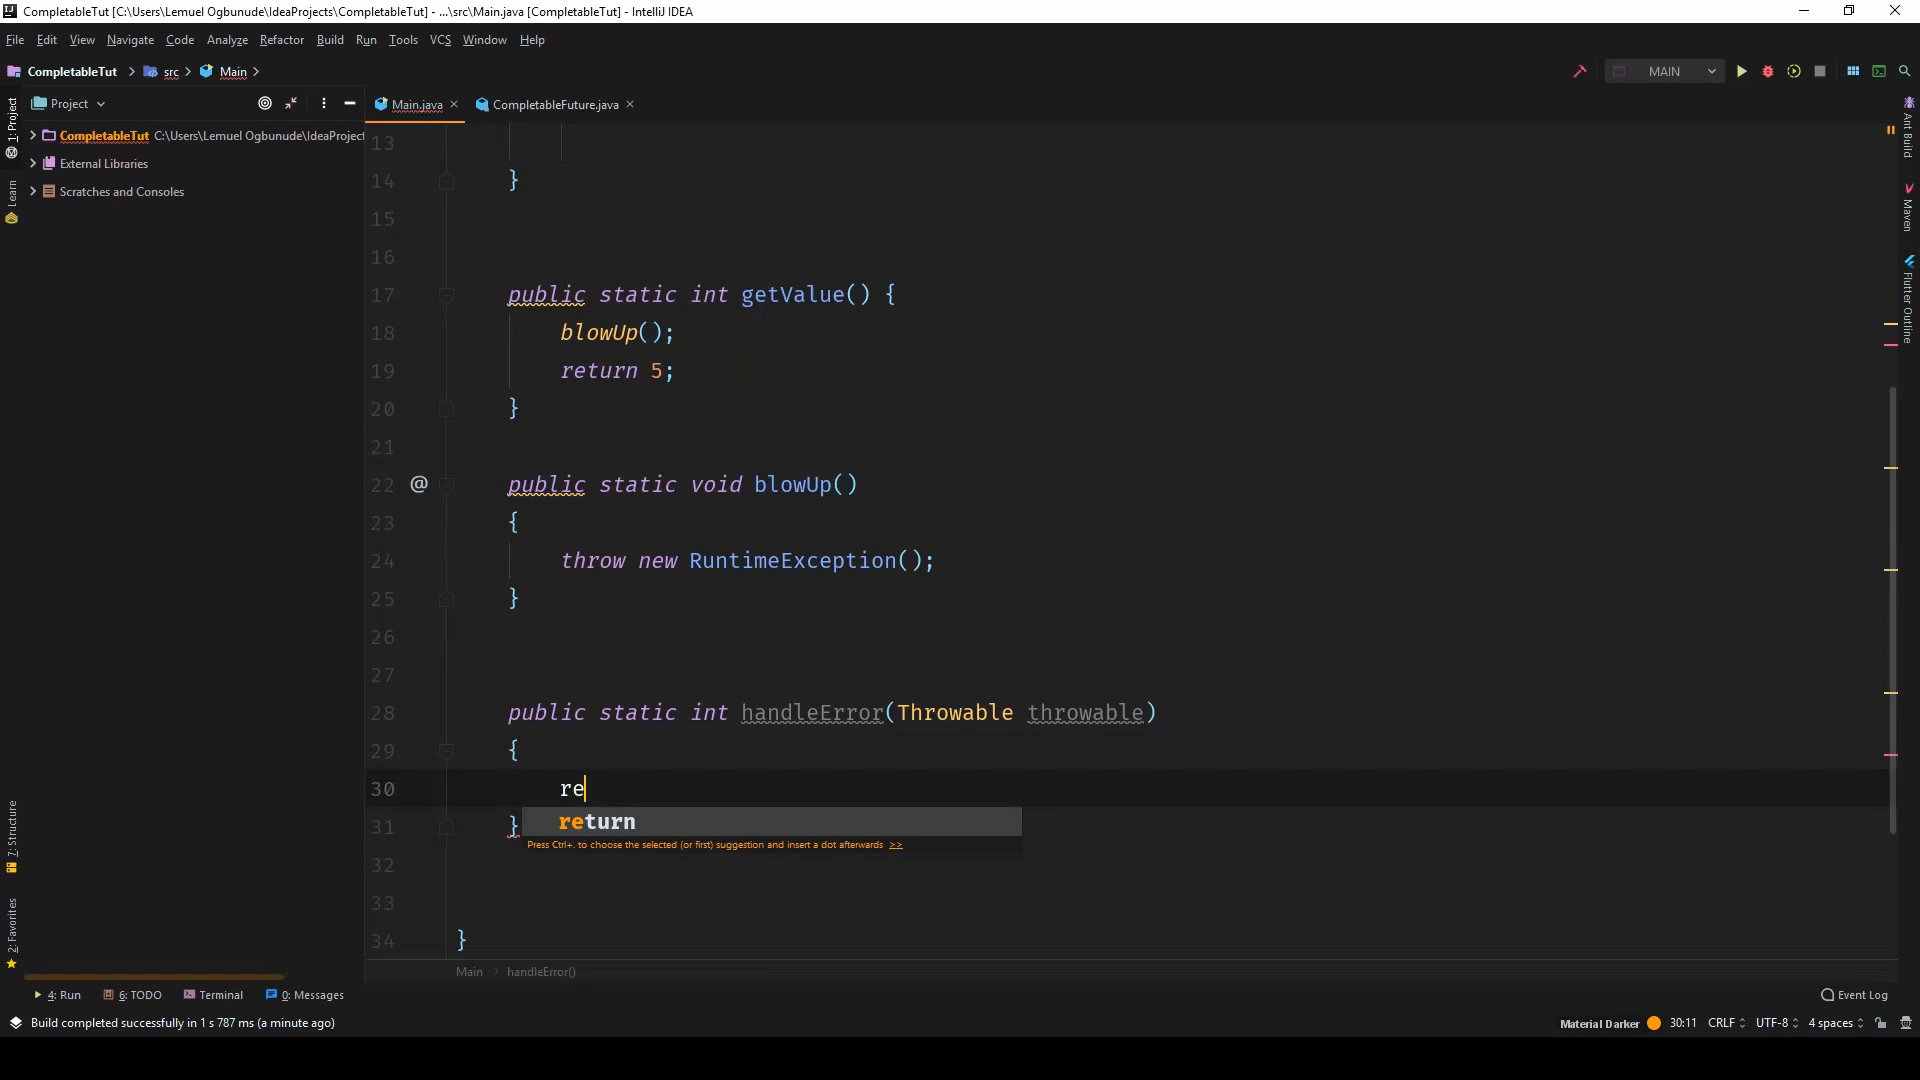 CompletableTut [C:\Users\Lemuel Ogbunude\IdeaProjects\CompletableTut] - ...\src\Main.java [CompletableTut] - IntelliJ IDEA
File Edit View Navigate Code Analyze Refactor Build Run Tools VCS Window Help
CompletableTut src Main
MAIN
Project
Main.java
CompletableFuture.java
CompletableTut C:\Users\Lemuel Ogbunude\IdeaProject
External Libraries
Scratches and Consoles
1: Project
Learn
7: Structure
2: Favorites
13
14 }
15
16
17 public static int getValue() {
18 blowUp();
19 return 5;
20 }
21
22 @ public static void blowUp()
23 {
24 throw new RuntimeException();
25 }
26
27
28 public static int handleError(Throwable throwable)
29 {
30 re
return
31 }
Press Ctrl+. to choose the selected (or first) suggestion and insert a dot afterwards >>
32
33
34 }
Main handleError()
Ant Build
Maven
Flutter Outline
4: Run 6: TODO Terminal 0: Messages
Event Log
Build completed successfully in 1 s 787 ms (a minute ago)
Material Darker 30:11 CRLF UTF-8 4 spaces